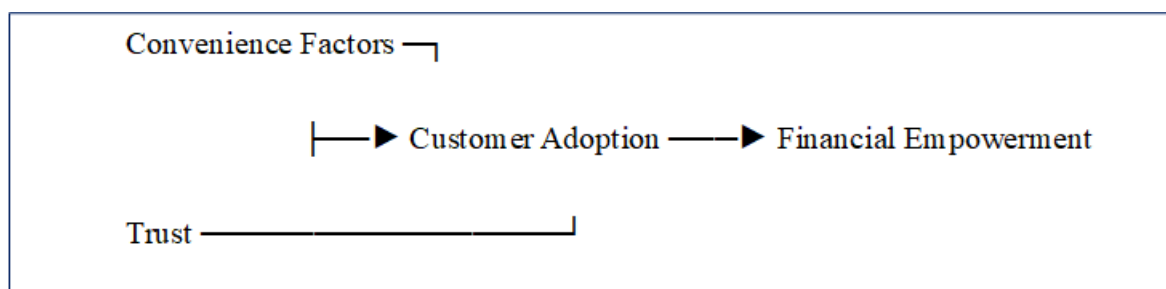 Convenience Factors ─┐
├──► Customer Adoption ───► Financial Empowerment
Trust ─────────────┘